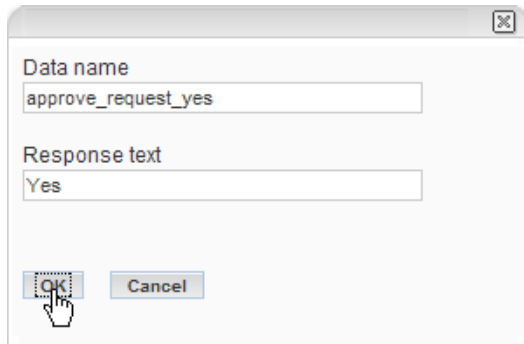 Data name
approve_request_yes
Response text
Yes
OK Cancel